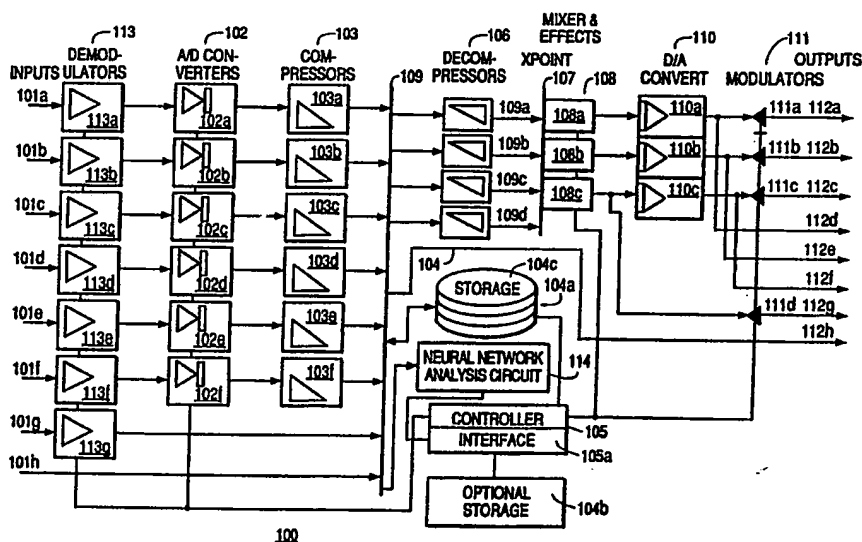 113
DEMOD-
ULATORS
INPUTS
102
A/D CON-
VERTERS
103
COM-
PRESSORS
109
106
DECOM-
PRESSORS
MIXER &
EFFECTS
XPOINT
107
108
110
D/A
CONVERT
111
MODULATORS
OUTPUTS
101a
113a
102a
103a
109a
108a
110a
111a 112a
101b
113b
102b
103b
109b
108b
110b
111b 112b
101c
113c
102c
103c
109c
108c
110c
111c 112c
109d
112d
101d
113d
102d
103d
104
104c
112e
STORAGE
104a
112f
101e
113e
102e
103e
111d 112g
112h
NEURAL NETWORK
ANALYSIS CIRCUIT
114
101f
113f
102f
103f
CONTROLLER
105
INTERFACE
105a
101g
113g
101h
OPTIONAL
STORAGE
104b
100